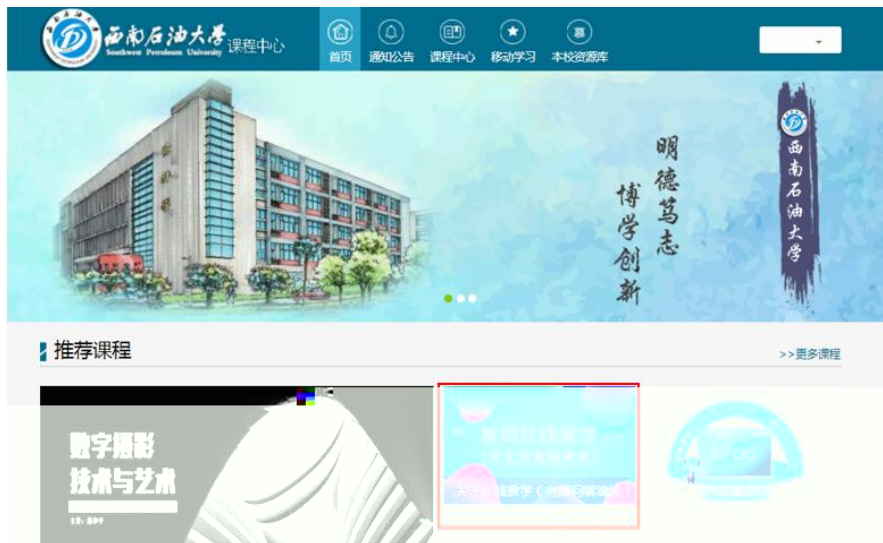 西南石油大学
Southwest Petroleum University
课程中心
首页
通知公告
课程中心
移动学习
本校资源库
明德笃志
博学创新
西南石油大学
推荐课程
>>更多课程
数字摄影
技术与艺术